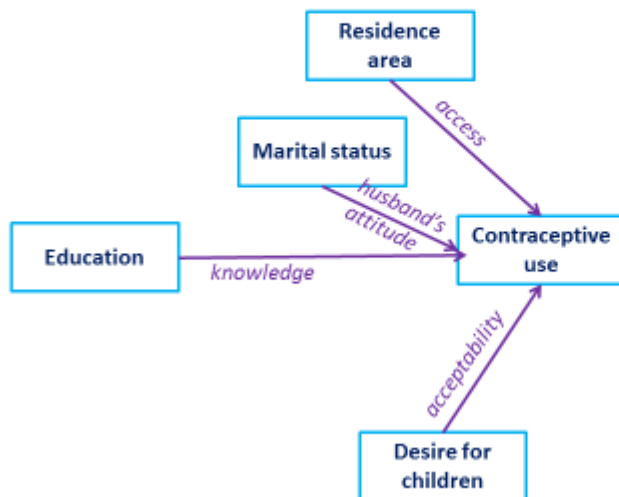 Residence
area
access
Marital status
husband's
attitude
Contraceptive
use
Education
knowledge
acceptability
Desire for
children